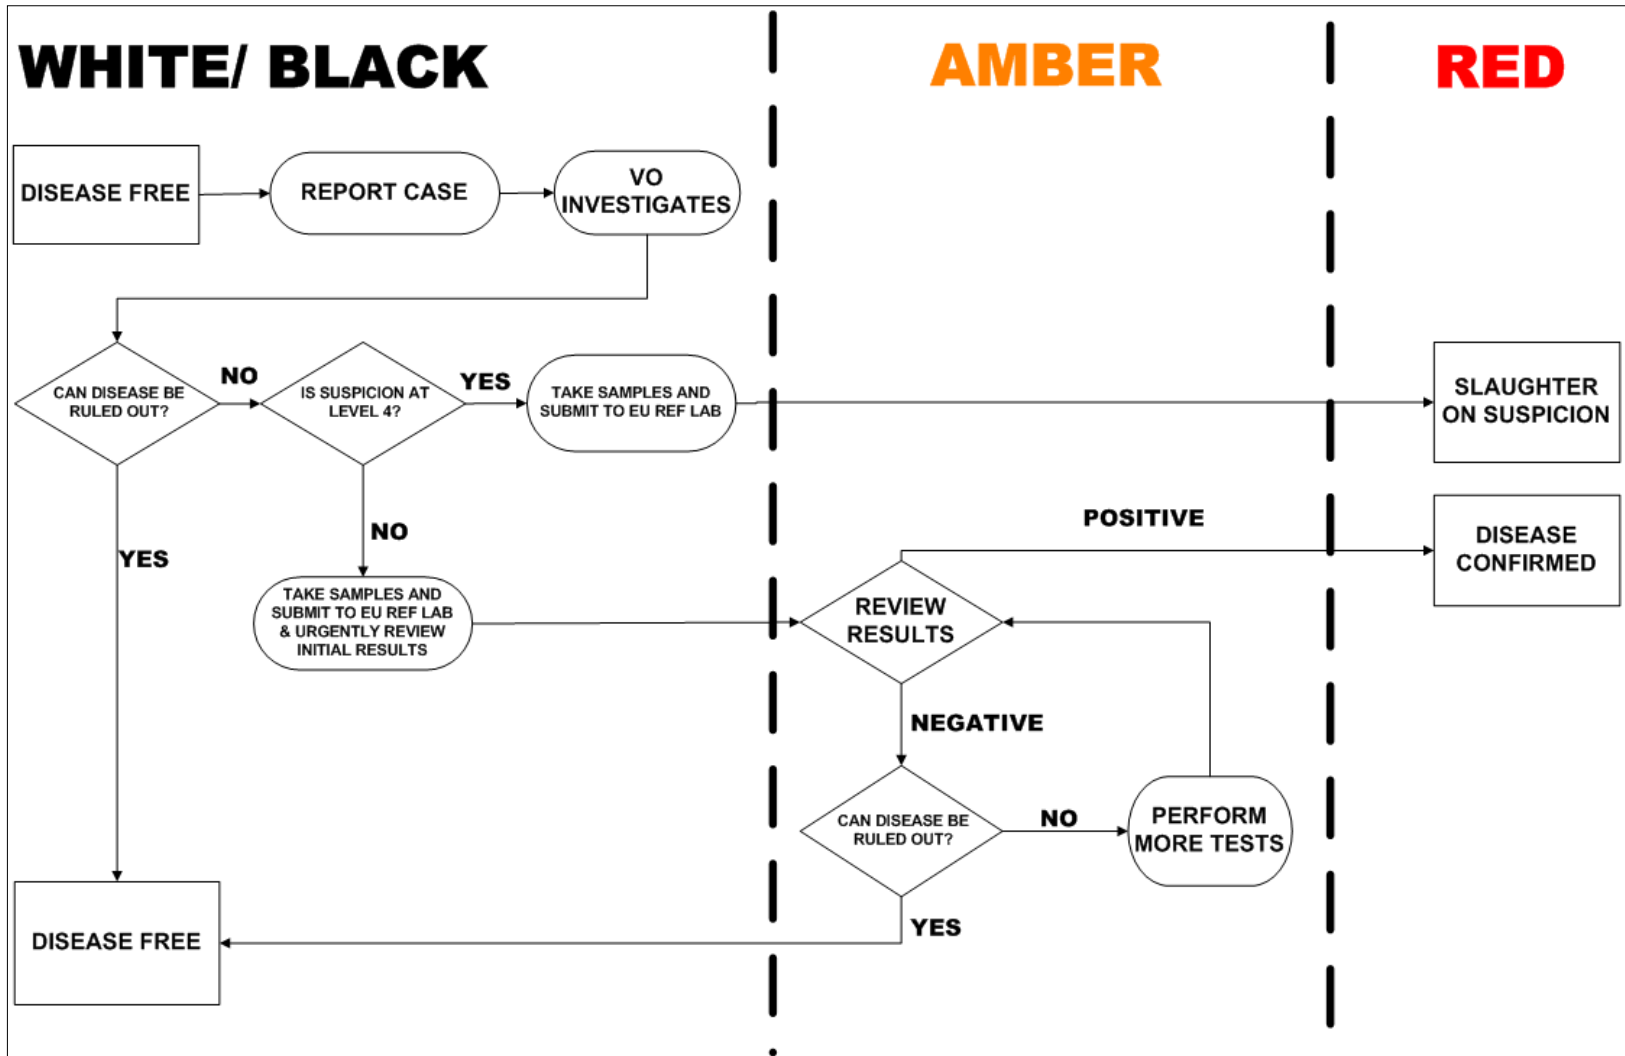 WHITE/ BLACK
AMBER
RED
DISEASE FREE
REPORT CASE
VO
INVESTIGATES
CAN DISEASE BE
RULED OUT?
NO
IS SUSPICION AT
LEVEL 4?
YES
TAKE SAMPLES AND
SUBMIT TO EU REF LAB
SLAUGHTER
ON SUSPICION
YES
NO
TAKE SAMPLES AND
SUBMIT TO EU REF LAB
& URGENTLY REVIEW
INITIAL RESULTS
REVIEW
RESULTS
POSITIVE
DISEASE
CONFIRMED
NEGATIVE
CAN DISEASE BE
RULED OUT?
NO
PERFORM
MORE TESTS
YES
DISEASE FREE